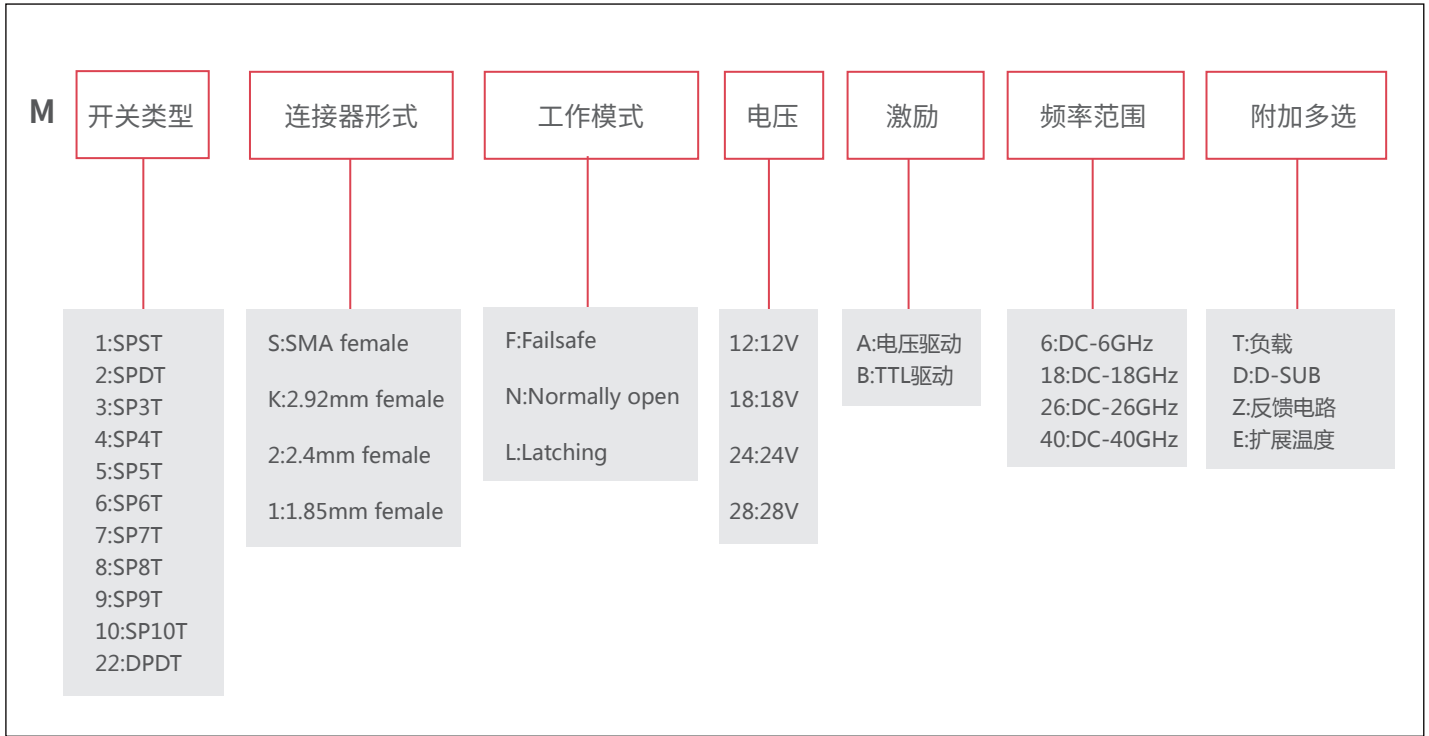 M 开关类型 连接器形式 工作模式 电压 激励 频率范围 附加多选
1:SPST
2:SPDT
3:SP3T
4:SP4T
5:SP5T
6:SP6T
7:SP7T
8:SP8T
9:SP9T
10:SP10T
22:DPDT
S:SMA female
K:2.92mm female
2:2.4mm female
1:1.85mm female
F:Failsafe
N:Normally open
L:Latching
12:12V
18:18V
24:24V
28:28V
A:电压驱动
B:TTL驱动
6:DC-6GHz
18:DC-18GHz
26:DC-26GHz
40:DC-40GHz
T:负载
D:D-SUB
Z:反馈电路
E:扩展温度